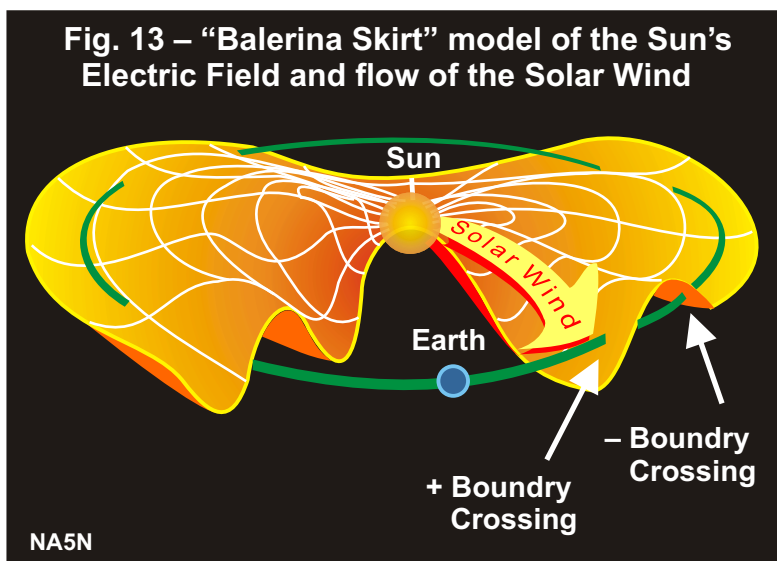 Fig. 13 – “Balerina Skirt” model of the Sun’s
Electric Field and flow of the Solar Wind
Sun
Solar Wind
Earth
– Boundry
Crossing
+ Boundry
Crossing
NA5N